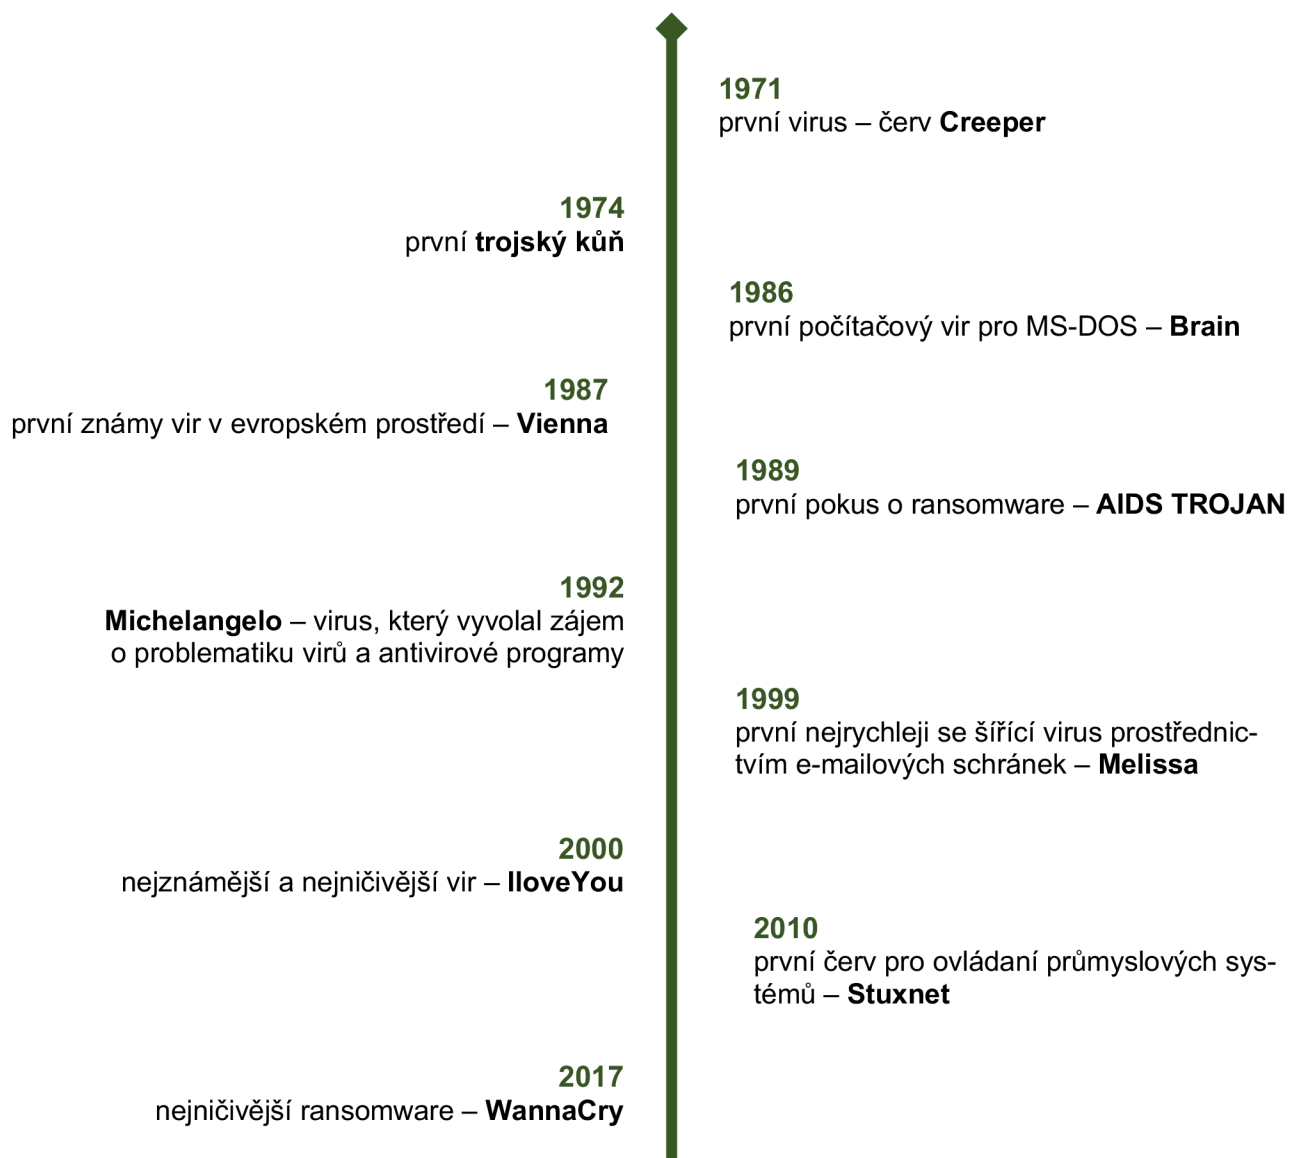 1971
první virus – červ Creeper
1974
první trojský kůň
1986
první počítačový vir pro MS-DOS – Brain
1987
první známy vir v evropském prostředí – Vienna
1989
první pokus o ransomware – AIDS TROJAN
1992
Michelangelo – virus, který vyvolal zájem
o problematiku virů a antivirové programy
1999
první nejrychleji se šířící virus prostřednic-
tvím e-mailových schránek – Melissa
2000
nejznámější a nejničivější vir – IloveYou
2010
první červ pro ovládaní průmyslových sys-
témů – Stuxnet
2017
nejničivější ransomware – WannaCry